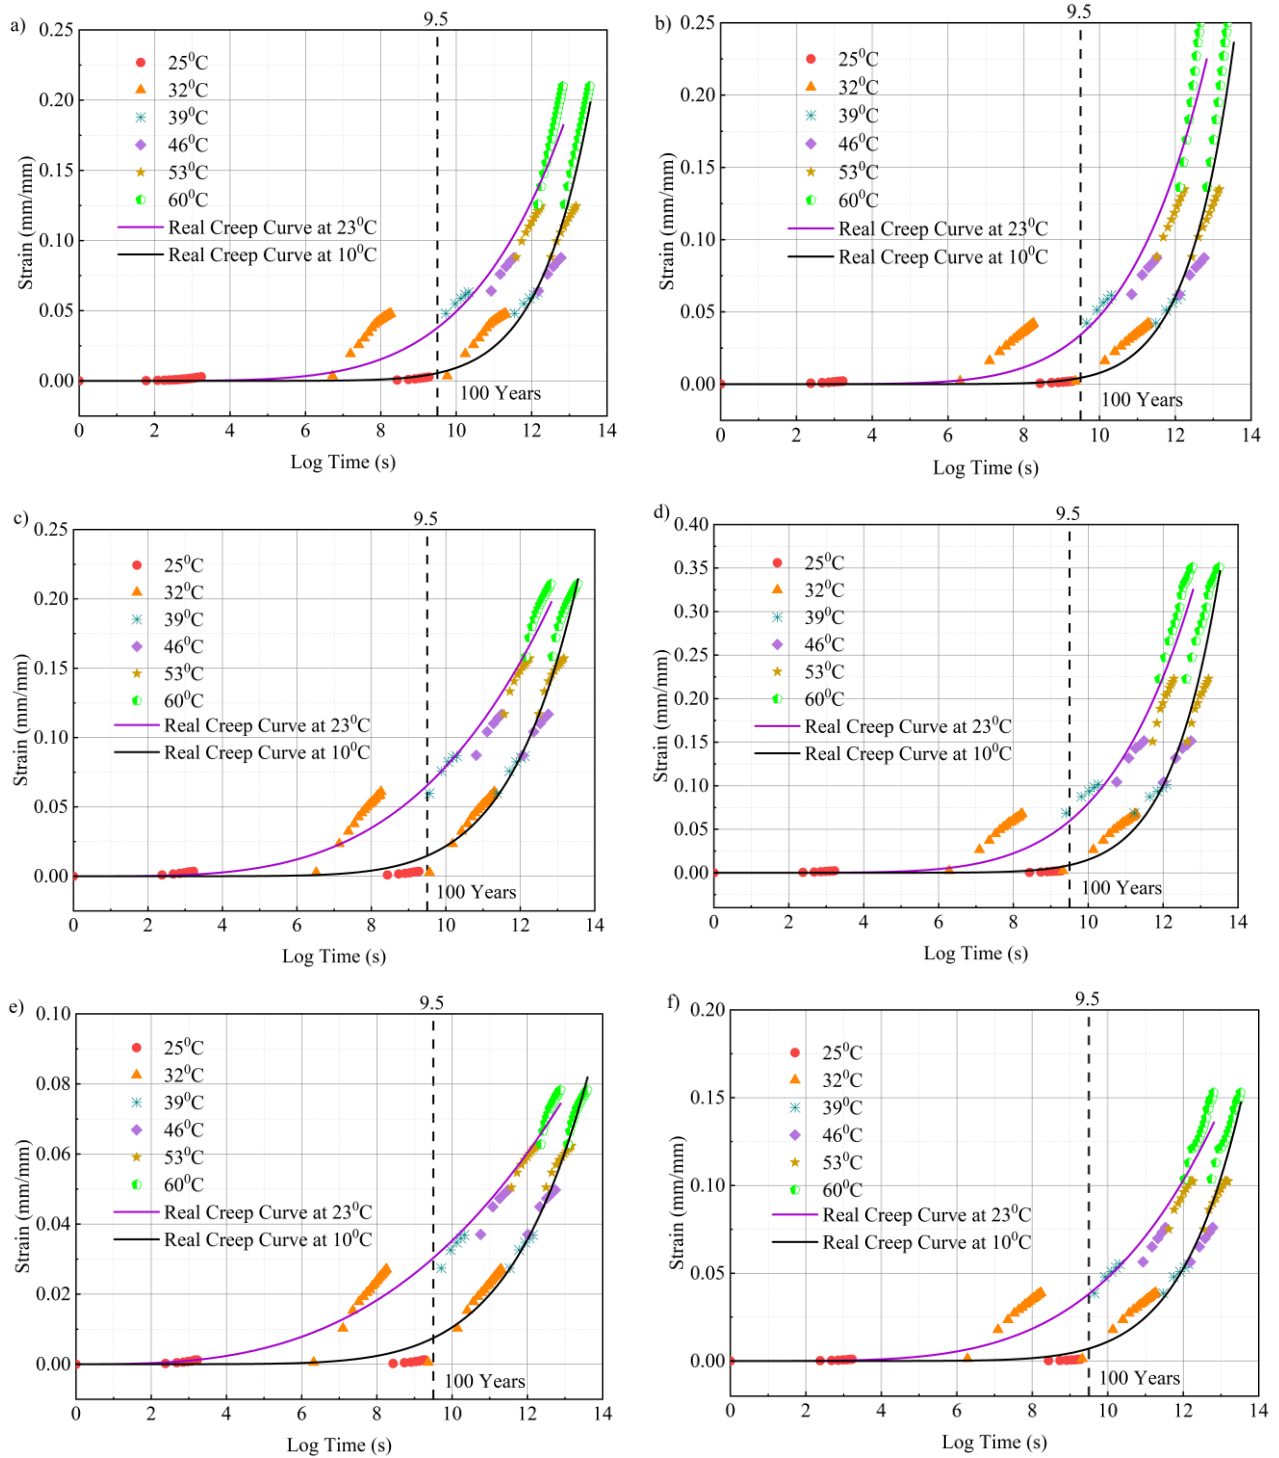 a)
9.5
0.25
0.20
0.15
0.10
0.05
0.00
Strain (mm/mm)
25⁰C
32⁰C
39⁰C
46⁰C
53⁰C
60⁰C
Real Creep Curve at 23⁰C
Real Creep Curve at 10⁰C
100 Years
0 2 4 6 8 10 12 14
Log Time (s)
b)
9.5
0.25
0.20
0.15
0.10
0.05
0.00
Strain (mm/mm)
25⁰C
32⁰C
39⁰C
46⁰C
53⁰C
60⁰C
Real Creep Curve at 23⁰C
Real Creep Curve at 10⁰C
100 Years
0 2 4 6 8 10 12 14
Log Time (s)
c)
9.5
0.25
0.20
0.15
0.10
0.05
0.00
Strain (mm/mm)
25⁰C
32⁰C
39⁰C
46⁰C
53⁰C
60⁰C
Real Creep Curve at 23⁰C
Real Creep Curve at 10⁰C
100 Years
0 2 4 6 8 10 12 14
Log Time (s)
d)
9.5
0.40
0.35
0.30
0.25
0.20
0.15
0.10
0.05
0.00
Strain (mm/mm)
25⁰C
32⁰C
39⁰C
46⁰C
53⁰C
60⁰C
Real Creep Curve at 23⁰C
Real Creep Curve at 10⁰C
100 Years
0 2 4 6 8 10 12 14
Log Time (s)
e)
9.5
0.10
0.08
0.06
0.04
0.02
0.00
Strain (mm/mm)
25⁰C
32⁰C
39⁰C
46⁰C
53⁰C
60⁰C
Real Creep Curve at 23⁰C
Real Creep Curve at 10⁰C
100 Years
0 2 4 6 8 10 12 14
Log Time (s)
f)
9.5
0.20
0.15
0.10
0.05
0.00
Strain (mm/mm)
25⁰C
32⁰C
39⁰C
46⁰C
53⁰C
60⁰C
Real Creep Curve at 23⁰C
Real Creep Curve at 10⁰C
100 Years
0 2 4 6 8 10 12 14
Log Time (s)